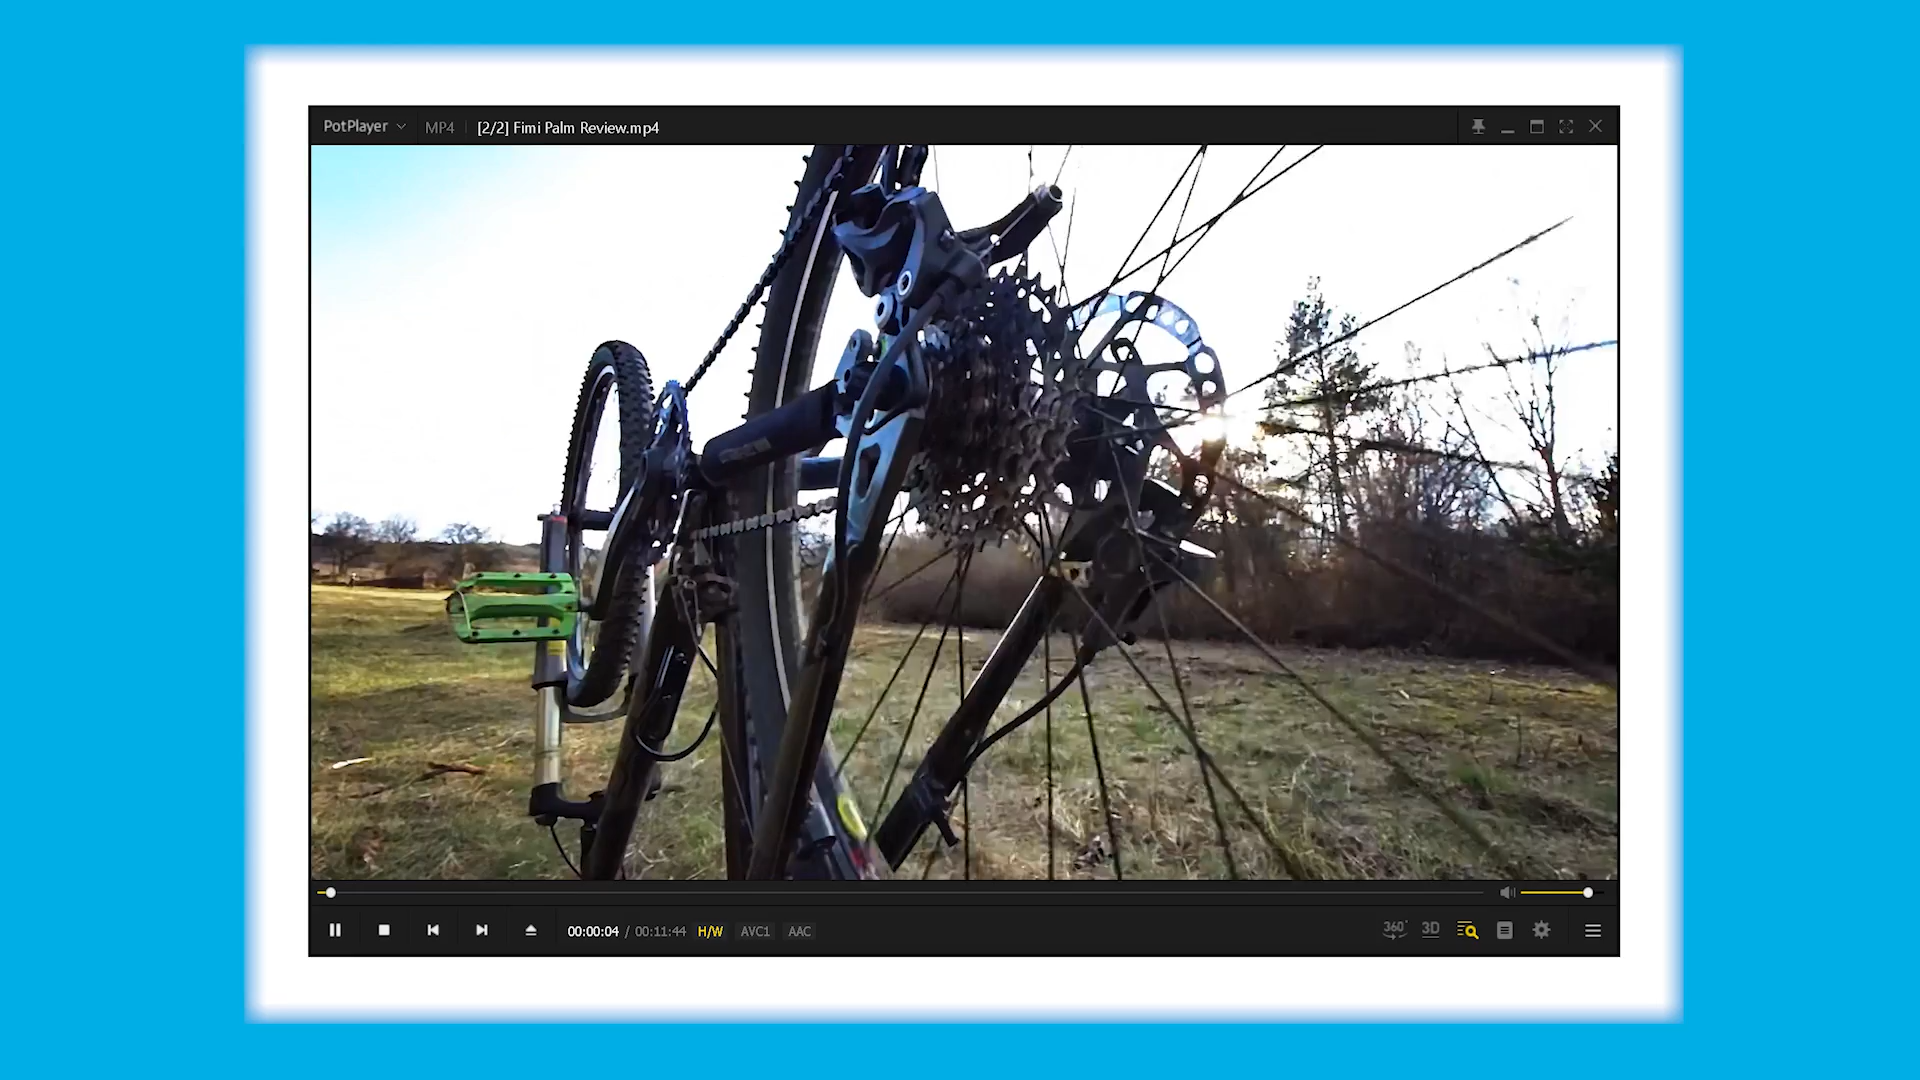 PotPlayer MP4 [2/2] Fimi Palm Review.mp4
00:00:04 / 00:11:44 H/W AVC1 AAC 360° 3D